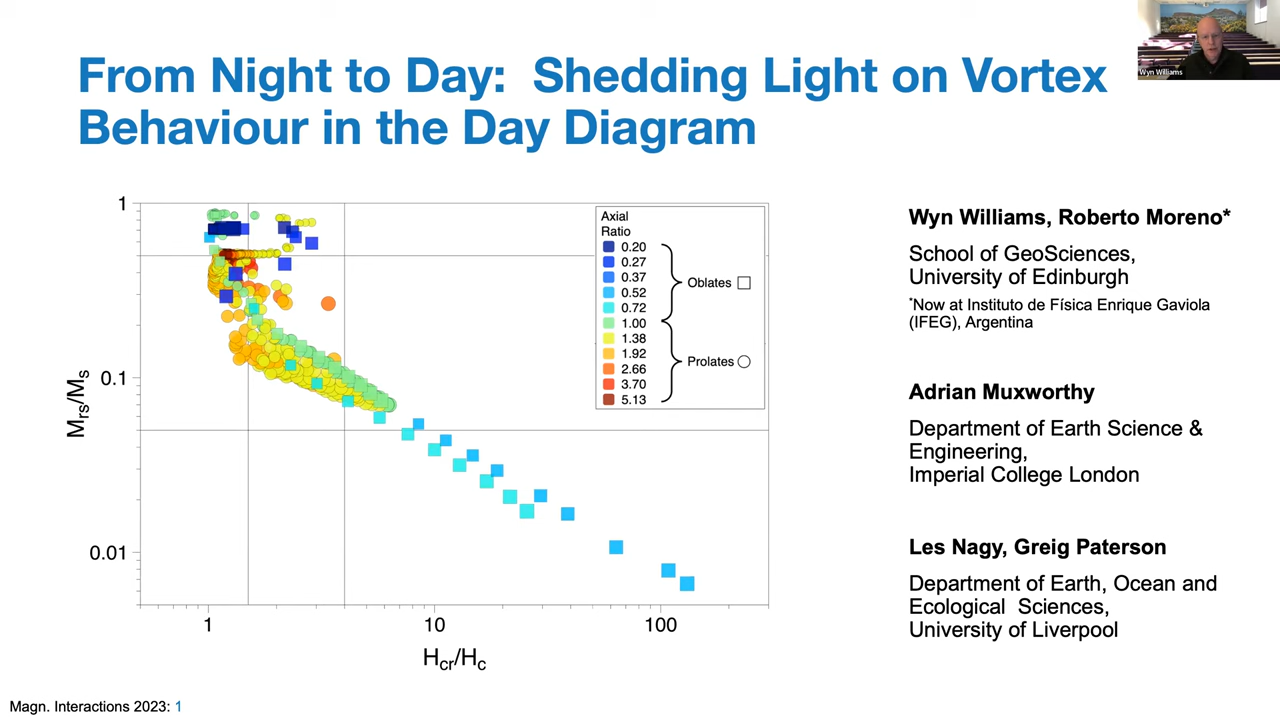 From Night to Day: Shedding Light on Vortex
Behaviour in the Day Diagram
Wyn Williams
1
0.1
0.01
Mrs/Ms
1
10
100
Hcr/Hc
Axial
Ratio
0.20
0.27
0.37
0.52
0.72
1.00
1.38
1.92
2.66
3.70
5.13
Oblates
Prolates
Wyn Williams, Roberto Moreno*
School of GeoSciences,
University of Edinburgh
*Now at Instituto de Física Enrique Gaviola
(IFEG), Argentina
Adrian Muxworthy
Department of Earth Science &
Engineering,
Imperial College London
Les Nagy, Greig Paterson
Department of Earth, Ocean and
Ecological Sciences,
University of Liverpool
Magn. Interactions 2023: 1